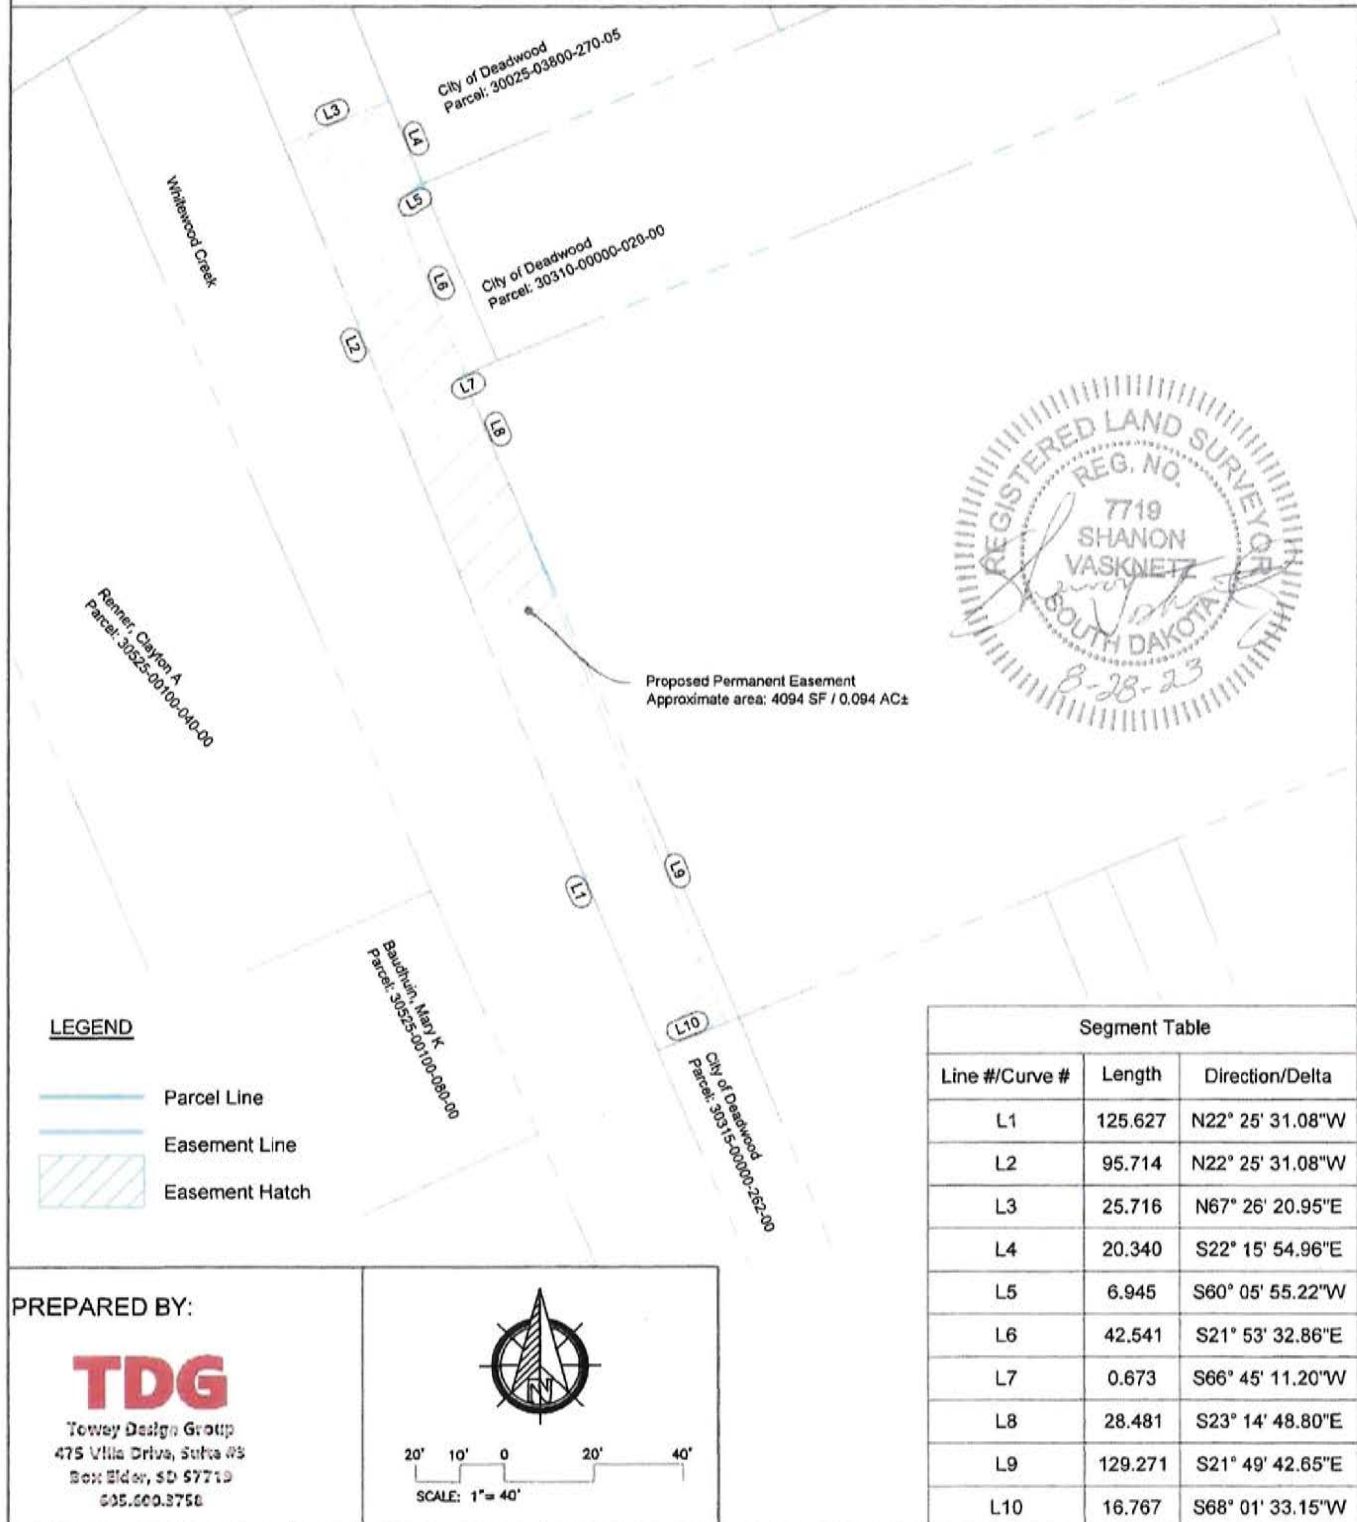 City of Deadwood
Parcel: 30025-03800-270-05
L3
L4
Whitewood Creek
L5
City of Deadwood
Parcel: 30310-00000-020-00
L6
L2
L7
L8
REGISTERED LAND SURVEYOR
REG. NO.
7719
SHANON
VASKNETZ
SOUTH DAKOTA
8-28-23
Renner, Clayton A
Parcel: 30525-00100-040-00
Proposed Permanent Easement
Approximate area: 4094 SF / 0.094 AC±
L9
L1
Baudhuin, Mary K
Parcel: 30525-00100-080-00
L10
City of Deadwood
Parcel: 30315-00000-262-00
LEGEND
Parcel Line
Easement Line
Easement Hatch
Segment Table
Line #/Curve # Length Direction/Delta
L1 125.627 N22° 25' 31.08"W
L2 95.714 N22° 25' 31.08"W
L3 25.716 N67° 26' 20.95"E
L4 20.340 S22° 15' 54.96"E
L5 6.945 S60° 05' 55.22"W
L6 42.541 S21° 53' 32.86"E
L7 0.673 S66° 45' 11.20"W
L8 28.481 S23° 14' 48.80"E
L9 129.271 S21° 49' 42.65"E
L10 16.767 S68° 01' 33.15"W
PREPARED BY:
TDG
Towey Design Group
475 Villa Drive, Suite #3
Box Elder, SD 57719
605.600.3758
N
20' 10' 0 20' 40'
SCALE: 1"= 40'